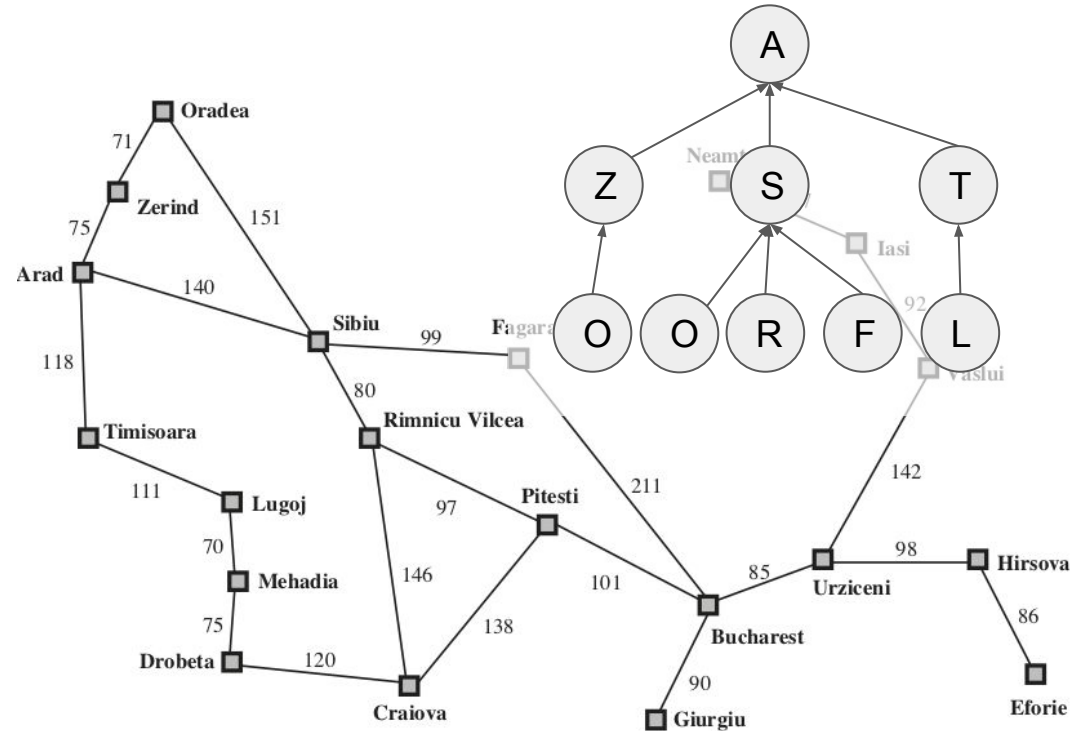 A
Oradea
71
Neamt
Z
S
T
Zerind
75
151
Iasi
Arad
140
92
Sibiu
Fagara
O
O
R
F
L
99
118
Vaslui
80
Rimnicu Vilcea
Timisoara
111
Lugoj
97
Pitesti
211
142
70
Mehadia
146
101
85
98
Hirsova
Urziceni
75
138
86
Bucharest
Drobeta
120
90
Craiova
Giurgiu
Eforie